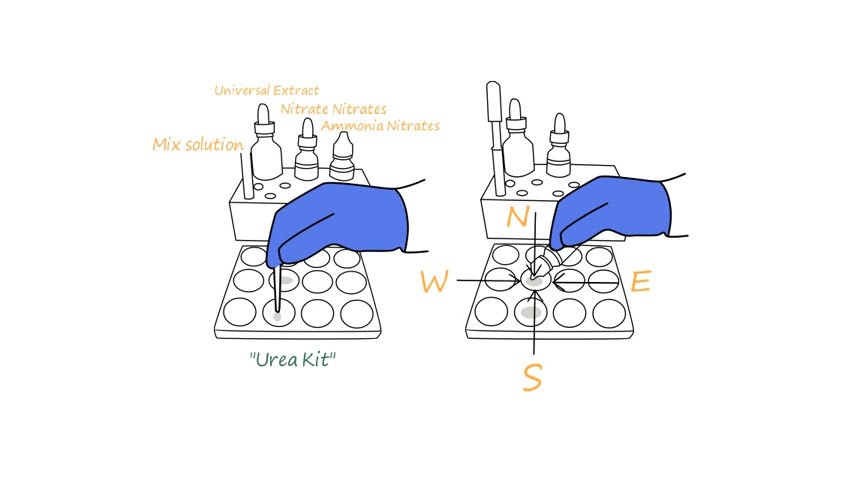 Universal Extract
Nitrate Nitrates
Ammonia Nitrates
Mix solution
N
W
E
S
"Urea Kit"